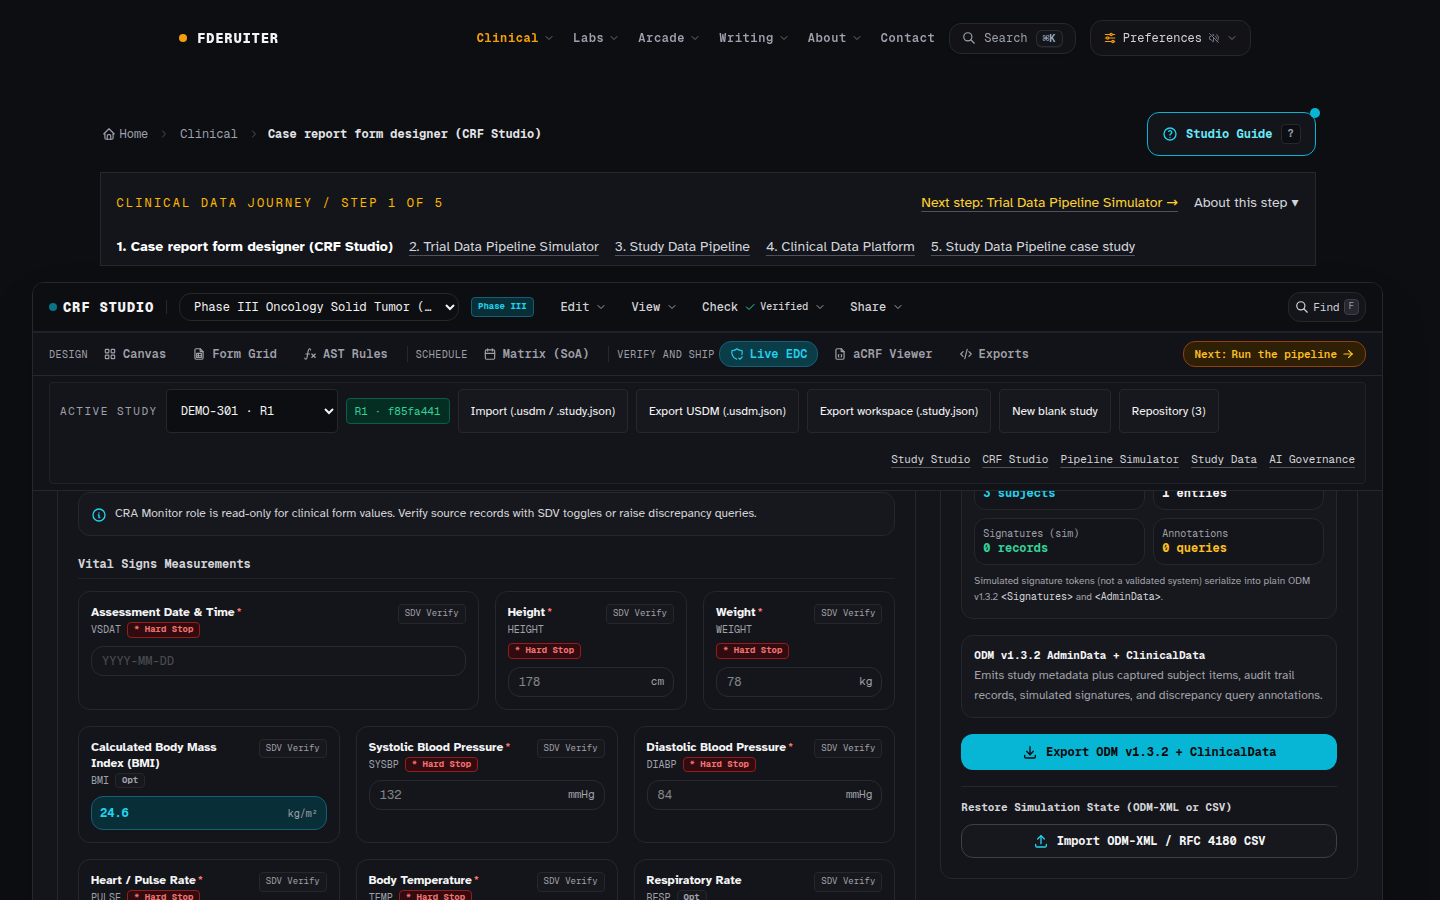 FDERUITER
Clinical
Labs
Arcade
Writing
About
Contact
Search ⌘K
Preferences
Home
Clinical
Case report form designer (CRF Studio)
Studio Guide ?
CLINICAL DATA JOURNEY / STEP 1 OF 5
Next step: Trial Data Pipeline Simulator →
About this step ▾
1. Case report form designer (CRF Studio)
2. Trial Data Pipeline Simulator
3. Study Data Pipeline
4. Clinical Data Platform
5. Study Data Pipeline case study
CRF STUDIO
Phase III Oncology Solid Tumor (…
Phase III
Edit
View
Check ✓ Verified
Share
Find F
DESIGN
Canvas
Form Grid
AST Rules
SCHEDULE
Matrix (SoA)
VERIFY AND SHIP
Live EDC
aCRF Viewer
Exports
Next: Run the pipeline →
ACTIVE STUDY
DEMO-301 · R1
R1 · f85fa441
Import (.usdm / .study.json)
Export USDM (.usdm.json)
Export workspace (.study.json)
New blank study
Repository (3)
Study Studio
CRF Studio
Pipeline Simulator
Study Data
AI Governance
CRA Monitor role is read-only for clinical form values. Verify source records with SDV toggles or raise discrepancy queries.
Vital Signs Measurements
Assessment Date & Time *
SDV Verify
VSDAT * Hard Stop
YYYY-MM-DD
Height *
SDV Verify
HEIGHT
* Hard Stop
178 cm
Weight *
SDV Verify
WEIGHT
* Hard Stop
78 kg
Calculated Body Mass
Index (BMI)
SDV Verify
BMI Opt
24.6 kg/m²
Systolic Blood Pressure *
SDV Verify
SYSBP * Hard Stop
132 mmHg
Diastolic Blood Pressure *
SDV Verify
DIABP * Hard Stop
84 mmHg
Heart / Pulse Rate *
SDV Verify
PULSE * Hard Stop
Body Temperature *
SDV Verify
TEMP * Hard Stop
Respiratory Rate
SDV Verify
RESP Opt
3 subjects
1 entries
Signatures (sim)
0 records
Annotations
0 queries
Simulated signature tokens (not a validated system) serialize into plain ODM
v1.3.2 <Signatures> and <AdminData>.
ODM v1.3.2 AdminData + ClinicalData
Emits study metadata plus captured subject items, audit trail
records, simulated signatures, and discrepancy query annotations.
Export ODM v1.3.2 + ClinicalData
Restore Simulation State (ODM-XML or CSV)
Import ODM-XML / RFC 4180 CSV